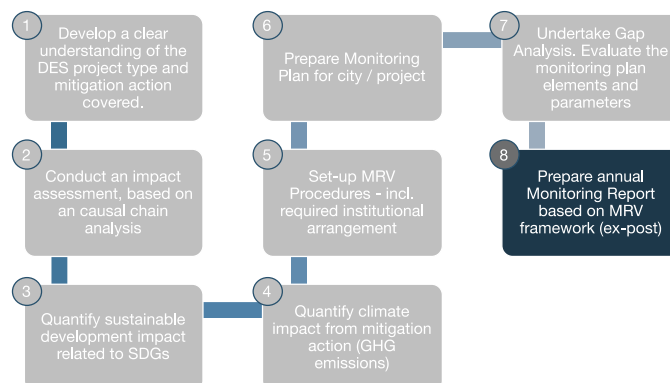 1
Develop a clear
understanding of the
DES project type and
mitigation action
covered.
2
Conduct an impact
assessment, based on
an causal chain
analysis
3
Quantify sustainable
development impact
related to SDGs
4
Quantify climate
impact from mitigation
action (GHG
emissions)
5
Set-up MRV
Procedures - incl.
required institutional
arrangement
6
Prepare Monitoring
Plan for city / project
7
Undertake Gap
Analysis. Evaluate the
monitoring plan
elements and
parameters
8
Prepare annual
Monitoring Report
based on MRV
framework (ex-post)